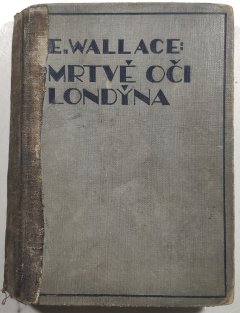 E. WALLACE:
MRTVÉ OČI
LONDÝNA